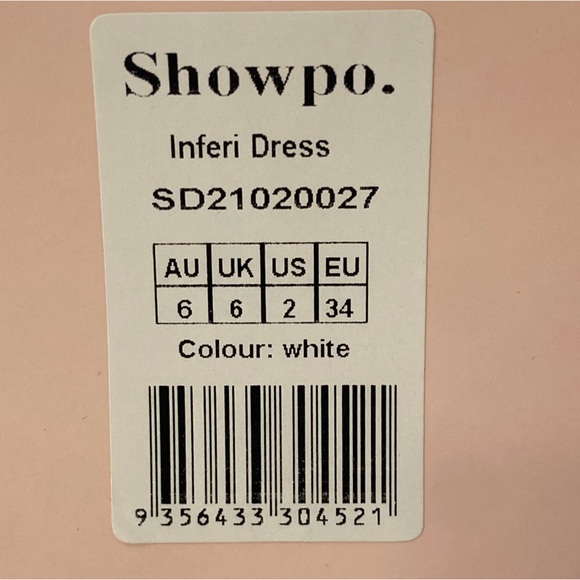 Showpo.
Inferi Dress
SD21020027
AU UK US EU
6 6 2 34
Colour: white
9 356433 304521